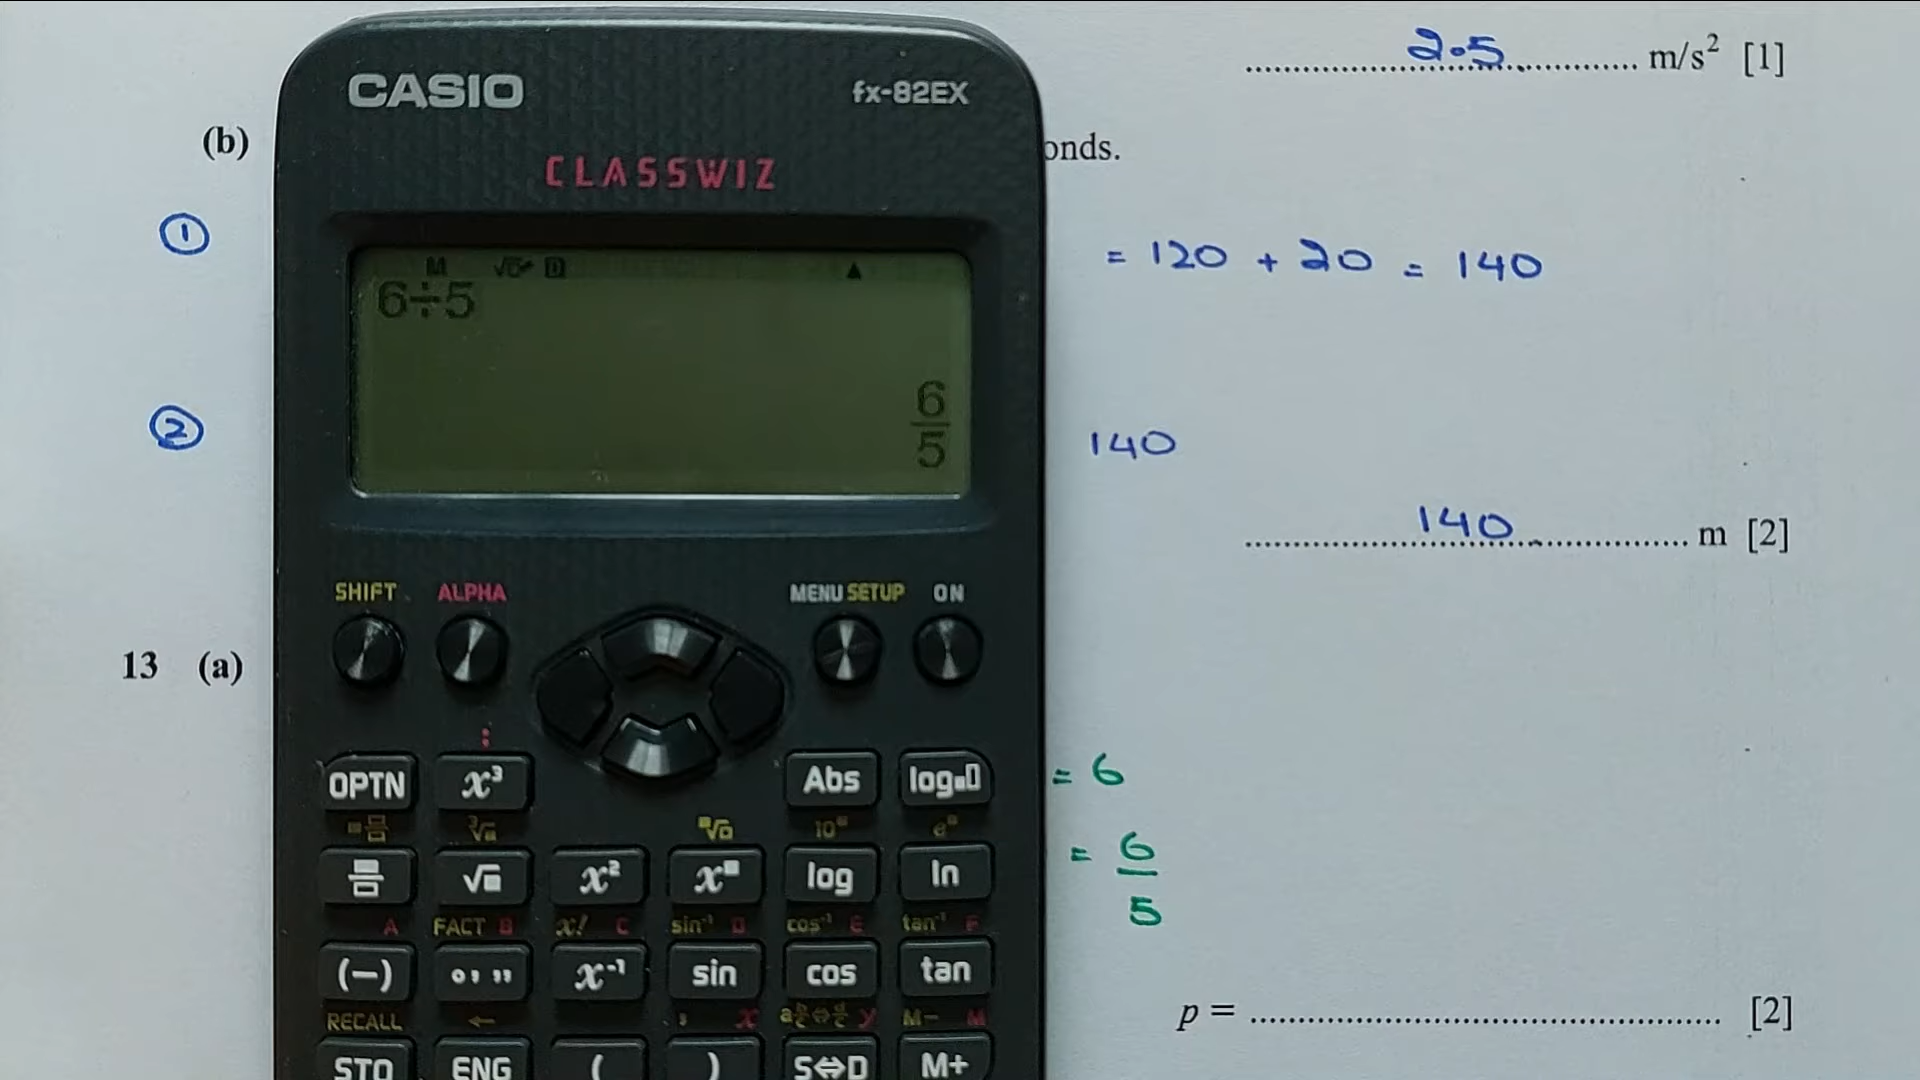 2.5 m/s² [1]
CASIO fx-82EX
(b) onds.
CLASSWIZ
① = 120 + 20 = 140
M √ D ▲
6÷5
6
5
② 140
140 m [2]
SHIFT ALPHA MENU SETUP ON
13 (a)
:
OPTN x³ Abs log
= 6
10 e
√ x² x log ln
= 6
5
A FACT B x! C sin⁻¹ D cos⁻¹ E tan⁻¹ F
(−) ° ' " x⁻¹ sin cos tan
RECALL ← ; x y M− M
p = [2]
STO ENG ( ) S⇔D M+